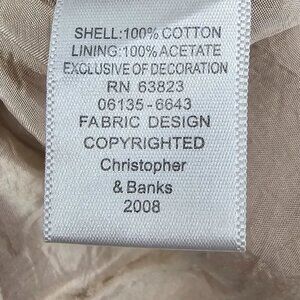 SHELL:100% COTTON
LINING:100% ACETATE
EXCLUSIVE OF DECORATION
RN 63823
06135-6643
FABRIC DESIGN
COPYRIGHTED
Christopher
& Banks
2008